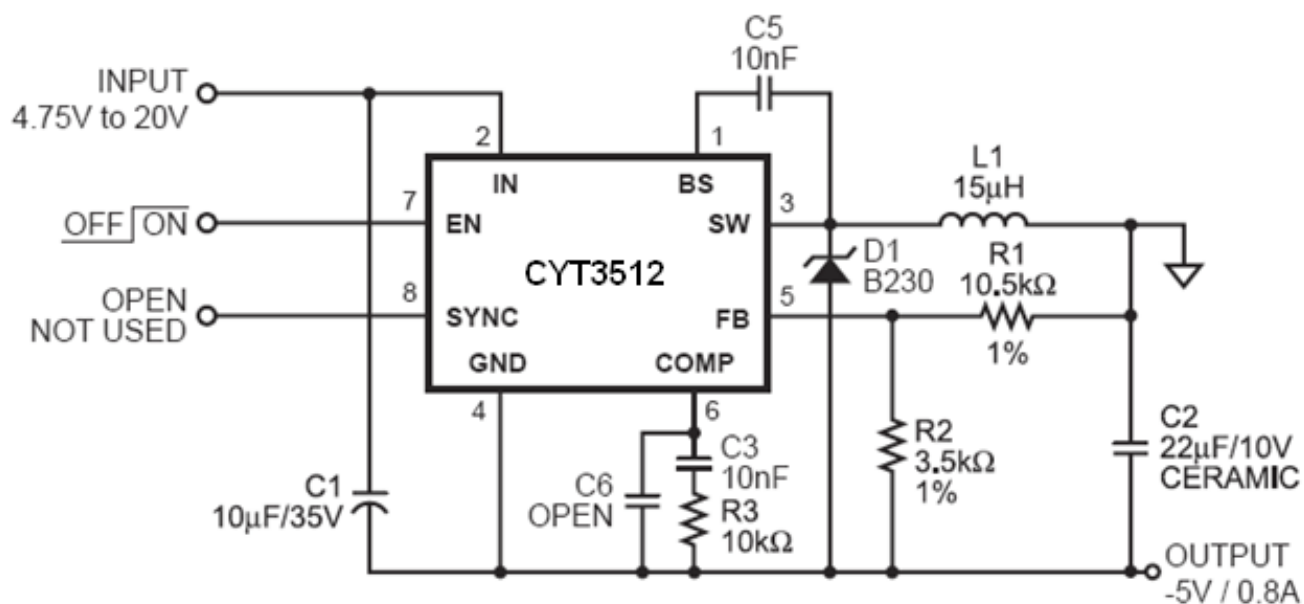 C5
10nF
INPUT
4.75V to 20V
2
1
IN
BS
L1
15µH
7
3
OFF ON
EN
SW
D1
B230
R1
10.5kΩ
CYT3512
OPEN
NOT USED
8
5
SYNC
FB
1%
GND
COMP
4
6
R2
3.5kΩ
1%
C2
22µF/10V
CERAMIC
C3
10nF
C1
10µF/35V
C6
OPEN
R3
10kΩ
OUTPUT
-5V / 0.8A